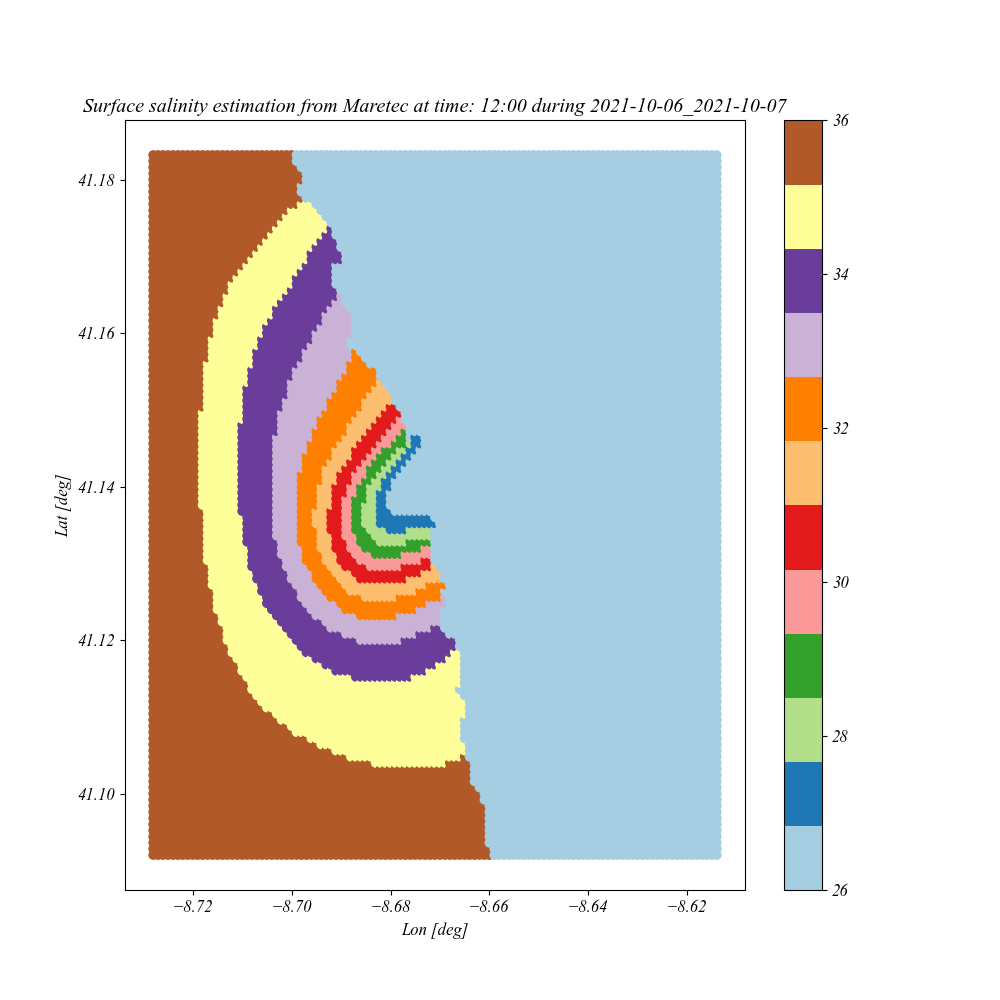 Surface salinity estimation from Maretec at time: 12:00 during 2021-10-06_2021-10-07
41.18
41.16
41.14
41.12
41.10
Lat [deg]
−8.72 −8.70 −8.68 −8.66 −8.64 −8.62
Lon [deg]
36
34
32
30
28
26